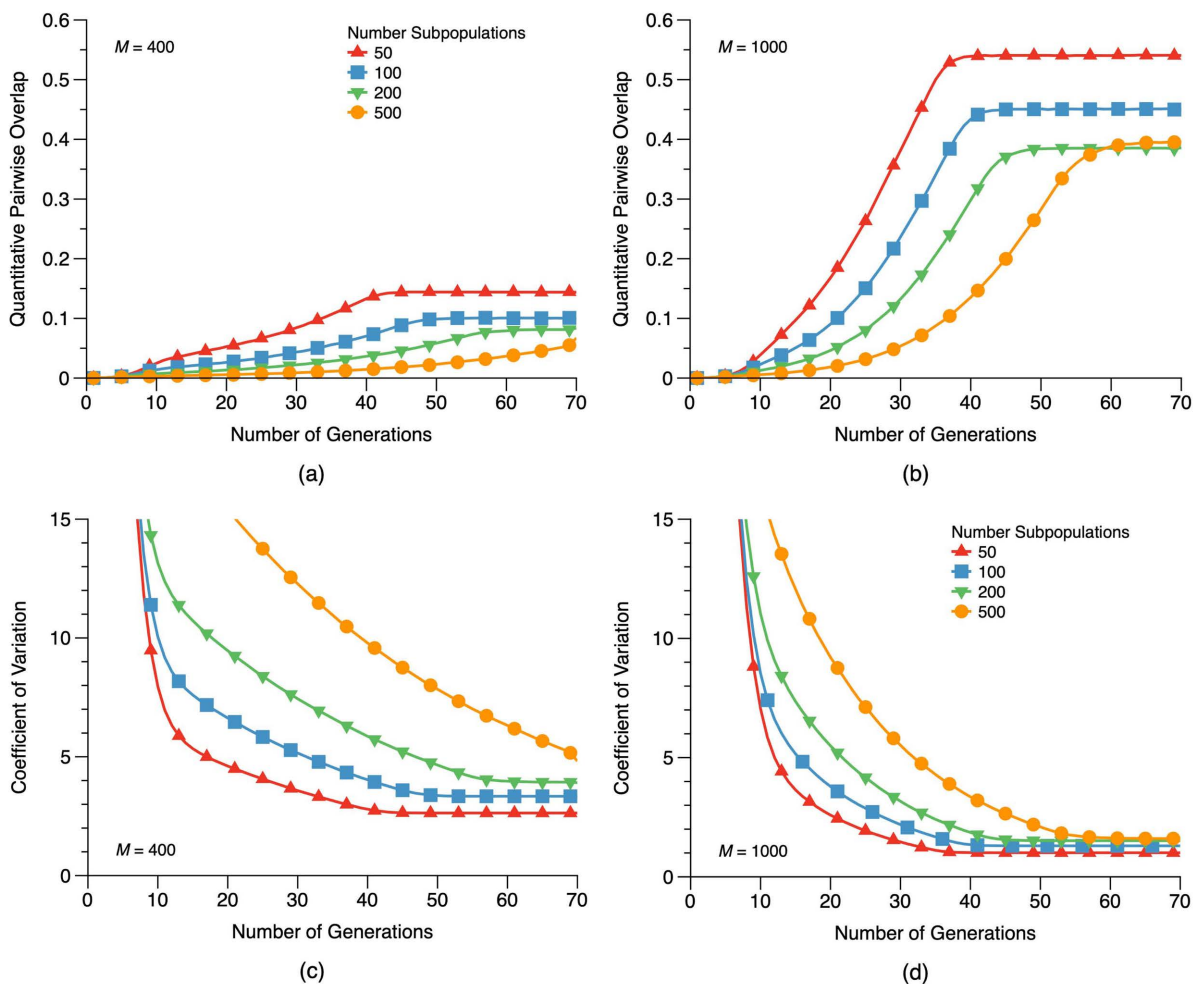 M = 400
Number Subpopulations
50
100
200
500
Quantitative Pairwise Overlap
0.6
0.5
0.4
0.3
0.2
0.1
0
0 10 20 30 40 50 60 70
Number of Generations
(a)
M = 1000
Quantitative Pairwise Overlap
0.6
0.5
0.4
0.3
0.2
0.1
0
0 10 20 30 40 50 60 70
Number of Generations
(b)
Coefficient of Variation
15
10
5
0
M = 400
0 10 20 30 40 50 60 70
Number of Generations
(c)
Number Subpopulations
50
100
200
500
Coefficient of Variation
15
10
5
0
M = 1000
0 10 20 30 40 50 60 70
Number of Generations
(d)